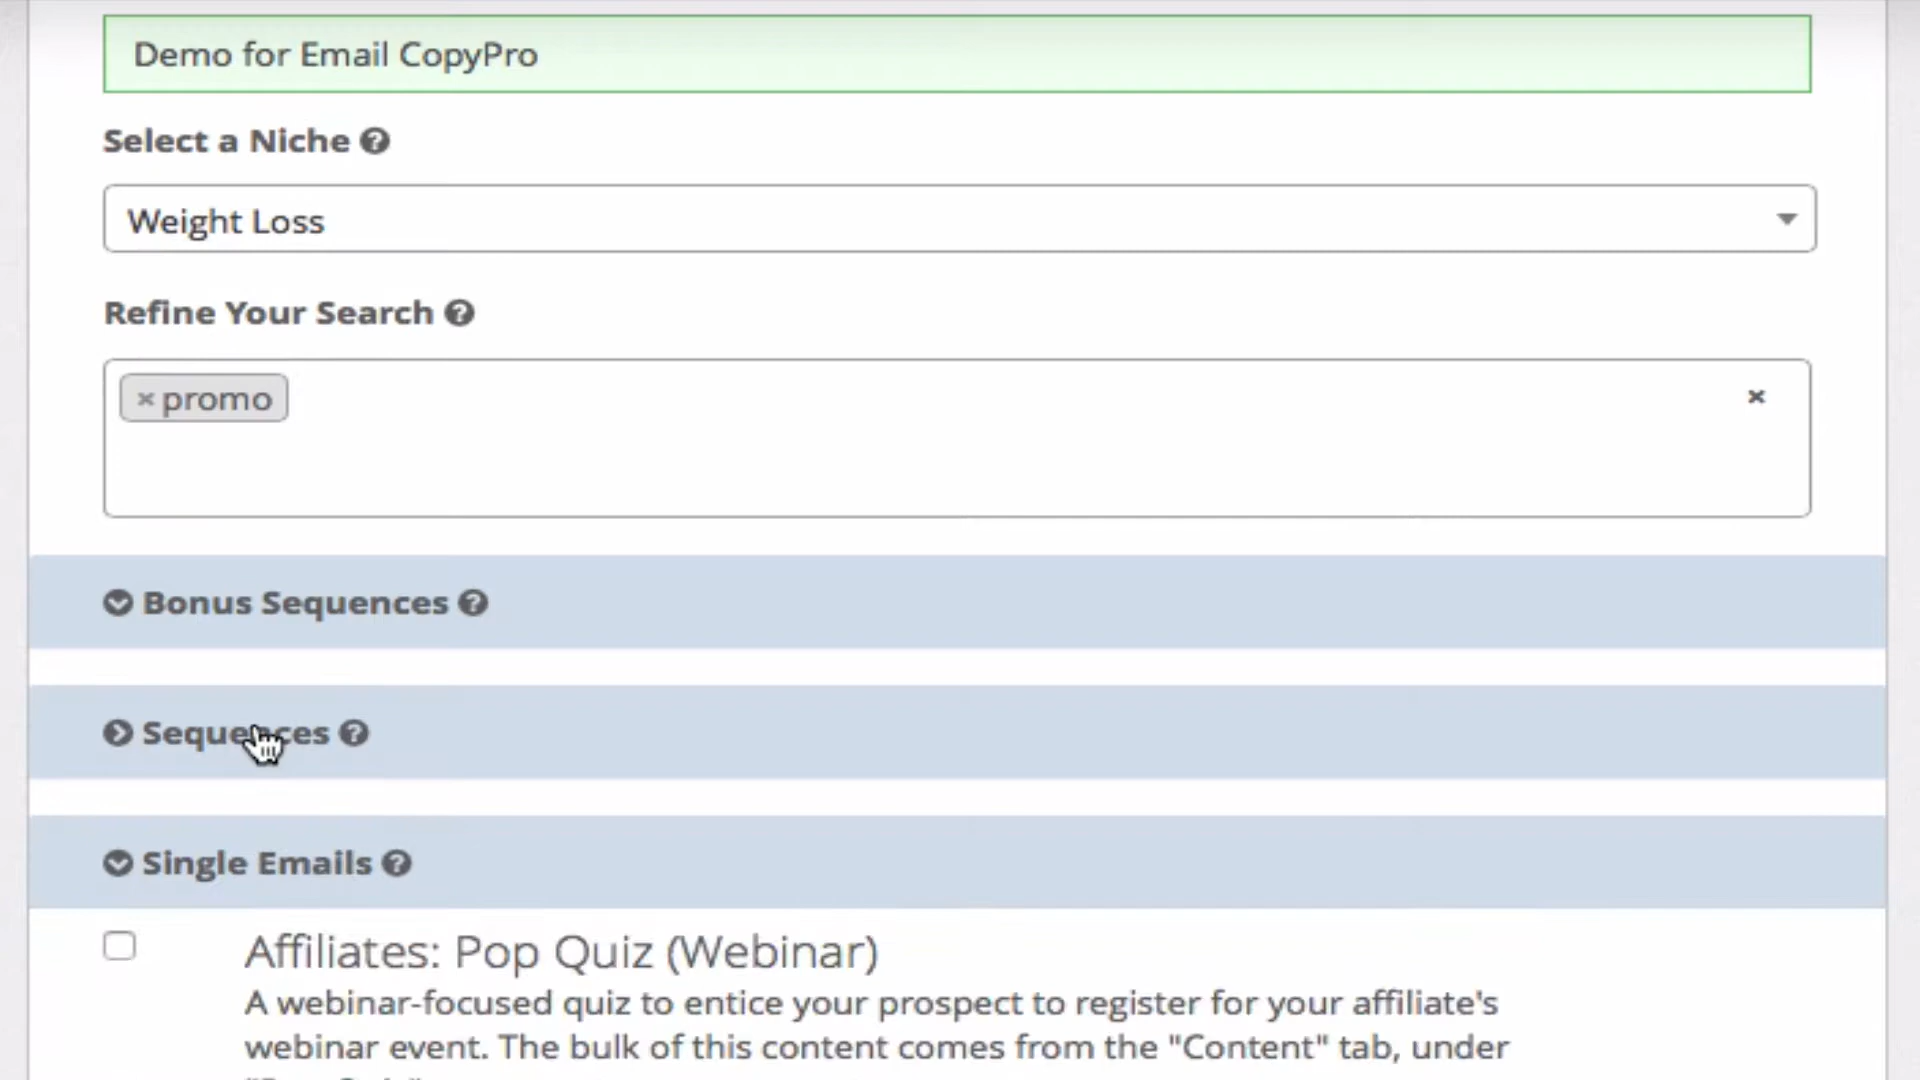 Demo for Email CopyPro
Select a Niche
Weight Loss
Refine Your Search
promo
Bonus Sequences
Sequences
Single Emails
Affiliates: Pop Quiz (Webinar)
A webinar-focused quiz to entice your prospect to register for your affiliate's
webinar event. The bulk of this content comes from the "Content" tab, under